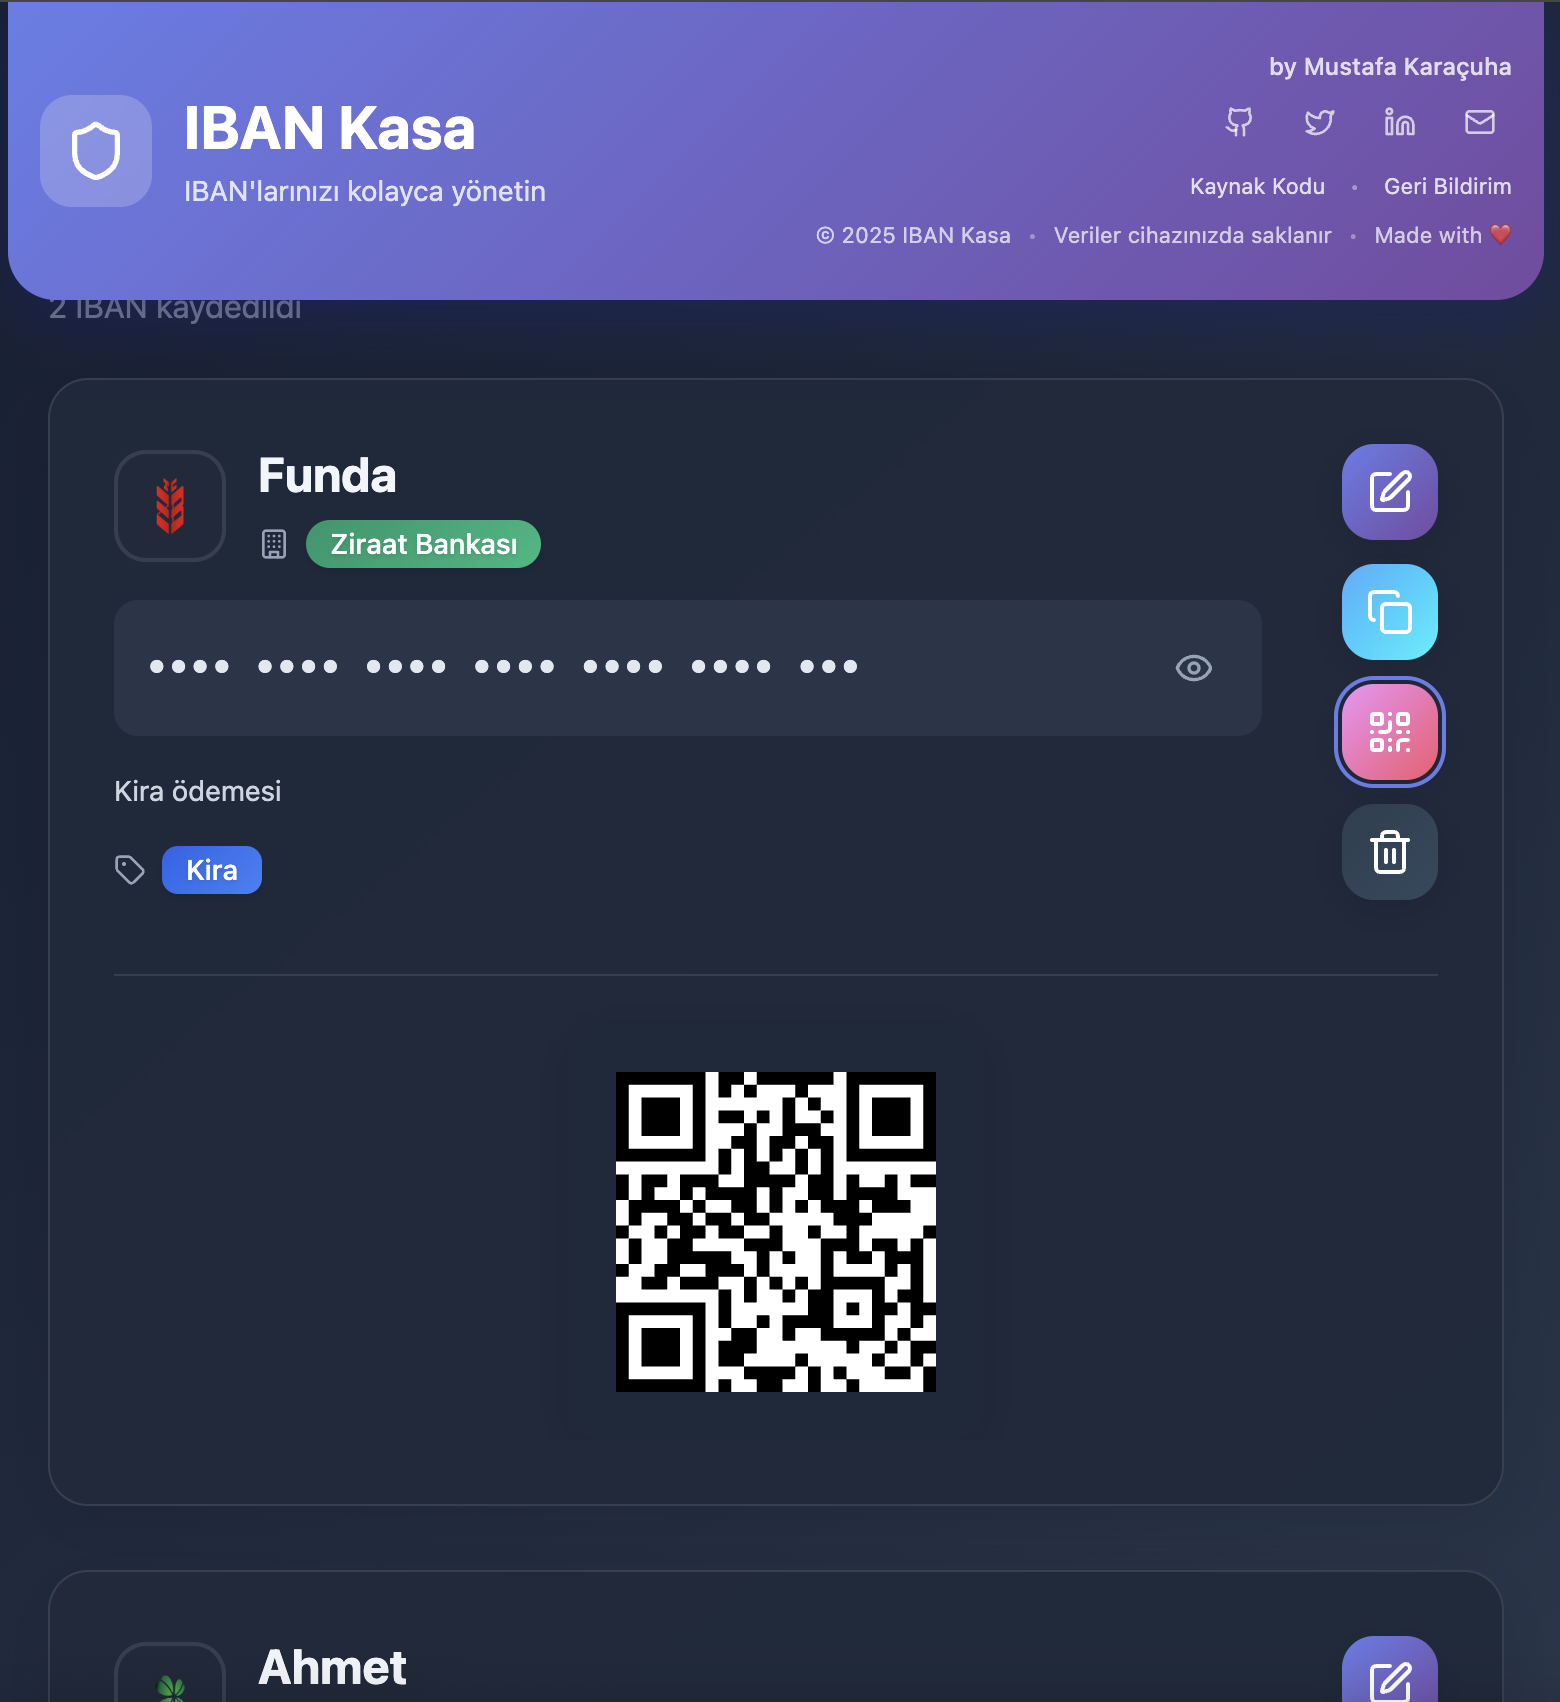 by Mustafa Karaçuha
IBAN Kasa
IBAN'larınızı kolayca yönetin
Kaynak Kodu • Geri Bildirim
© 2025 IBAN Kasa • Veriler cihazınızda saklanır • Made with ❤️
2 IBAN kaydedildi
Funda
Ziraat Bankası
•••• •••• •••• •••• •••• •••• •••
Kira ödemesi
Kira
Ahmet